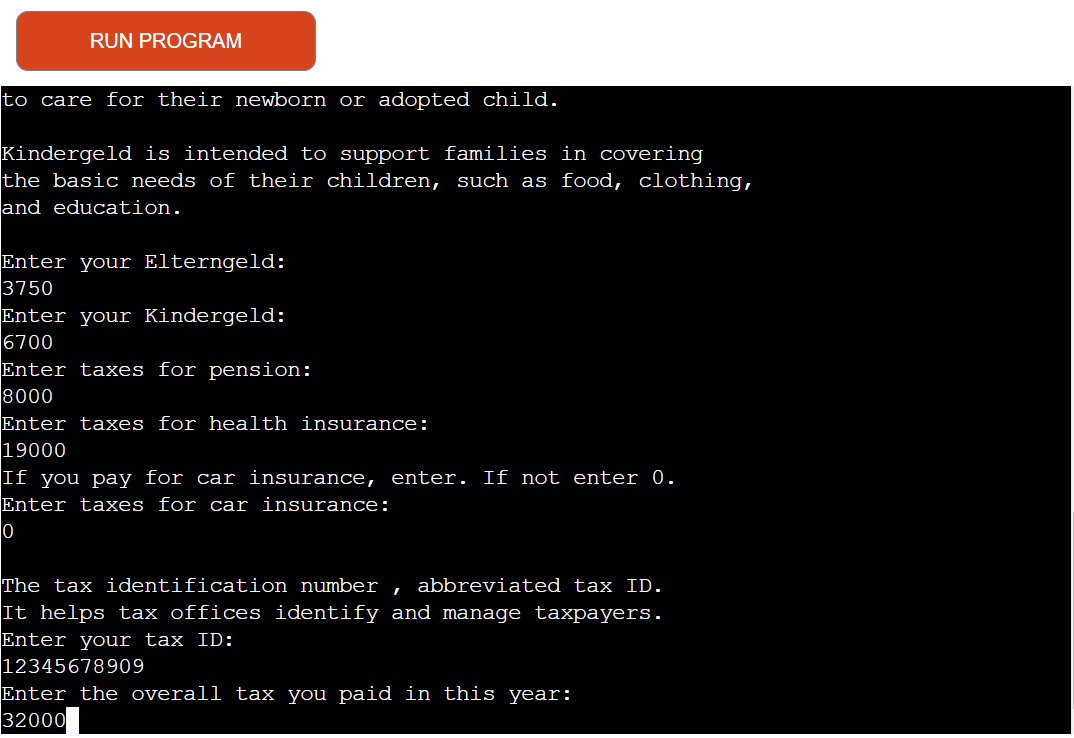 RUN PROGRAM
to care for their newborn or adopted child.
Kindergeld is intended to support families in covering
the basic needs of their children, such as food, clothing,
and education.
Enter your Elterngeld:
3750
Enter your Kindergeld:
6700
Enter taxes for pension:
8000
Enter taxes for health insurance:
19000
If you pay for car insurance, enter. If not enter 0.
Enter taxes for car insurance:
0
The tax identification number , abbreviated tax ID.
It helps tax offices identify and manage taxpayers.
Enter your tax ID:
12345678909
Enter the overall tax you paid in this year:
32000